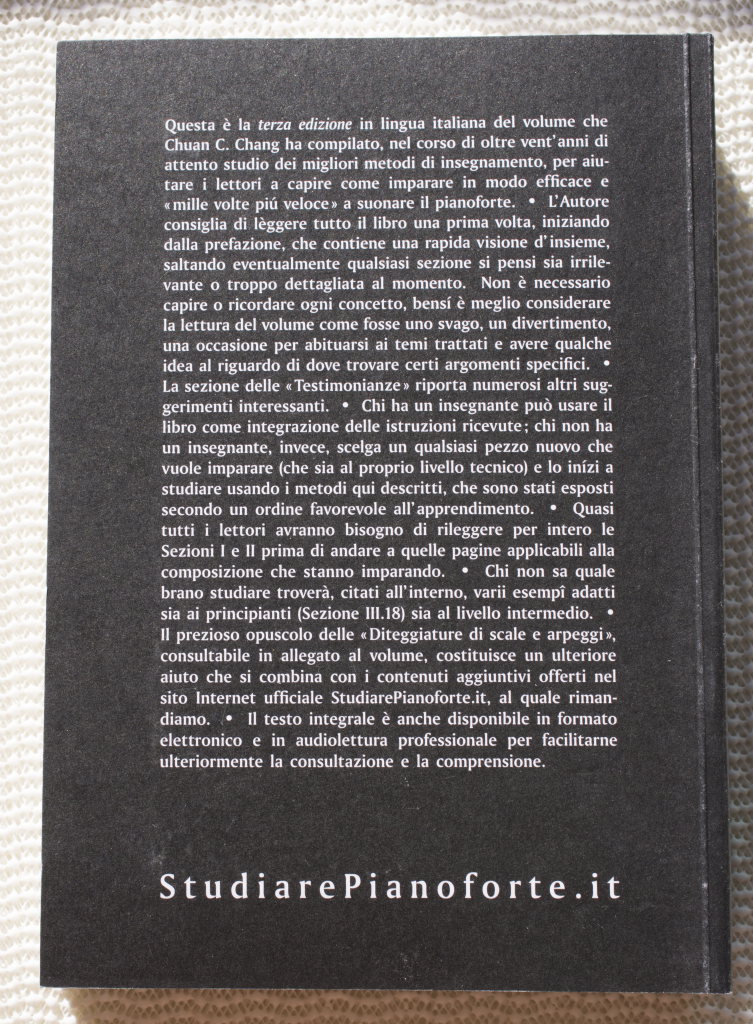 Questa è la terza edizione in lingua italiana del volume che
Chuan C. Chang ha compilato, nel corso di oltre vent'anni di
attento studio dei migliori metodi di insegnamento, per aiu-
tare i lettori a capire come imparare in modo efficace e
«mille volte piú veloce» a suonare il pianoforte. • L'Autore
consiglia di lèggere tutto il libro una prima volta, iniziando
dalla prefazione, che contiene una rapida visione d'insieme,
saltando eventualmente qualsiasi sezione si pensi sia irrile-
vante o troppo dettagliata al momento. Non è necessario
capire o ricordare ogni concetto, bensí è meglio considerare
la lettura del volume come fosse uno svago, un divertimento,
una occasione per abituarsi ai temi trattati e avere qualche
idea al riguardo di dove trovare certi argomenti specifici. •
La sezione delle «Testimonianze» riporta numerosi altri sug-
gerimenti interessanti. • Chi ha un insegnante può usare il
libro come integrazione delle istruzioni ricevute; chi non ha
un insegnante, invece, scelga un qualsiasi pezzo nuovo che
vuole imparare (che sia al proprio livello tecnico) e lo inízi a
studiare usando i metodi qui descritti, che sono stati esposti
secondo un ordine favorevole all'apprendimento. • Quasi
tutti i lettori avranno bisogno di rileggere per intero le
Sezioni I e II prima di andare a quelle pagine applicabili alla
composizione che stanno imparando. • Chi non sa quale
brano studiare troverà, citati all'interno, varii esempî adatti
sia ai principianti (Sezione III.18) sia al livello intermedio. •
Il prezioso opuscolo delle «Diteggiature di scale e arpeggi»,
consultabile in allegato al volume, costituisce un ulteriore
aiuto che si combina con i contenuti aggiuntivi offerti nel
sito Internet ufficiale StudiarePianoforte.it, al quale riman-
diamo. • Il testo integrale è anche disponibile in formato
elettronico e in audiolettura professionale per facilitarne
ulteriormente la consultazione e la comprensione.
StudiarePianoforte.it